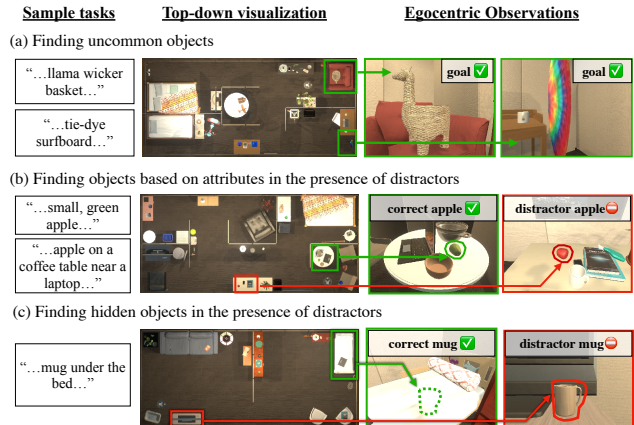 Sample tasks Top-down visualization Egocentric Observations
(a) Finding uncommon objects
“…llama wicker
basket…”
“…tie-dye
surfboard…”
goal ✅
goal ✅
(b) Finding objects based on attributes in the presence of distractors
“…small, green
apple…”
“…apple on a
coffee table near a
laptop…”
correct apple ✅
distractor apple⛔
(c) Finding hidden objects in the presence of distractors
“…mug under the
bed…”
correct mug ✅
distractor mug⛔